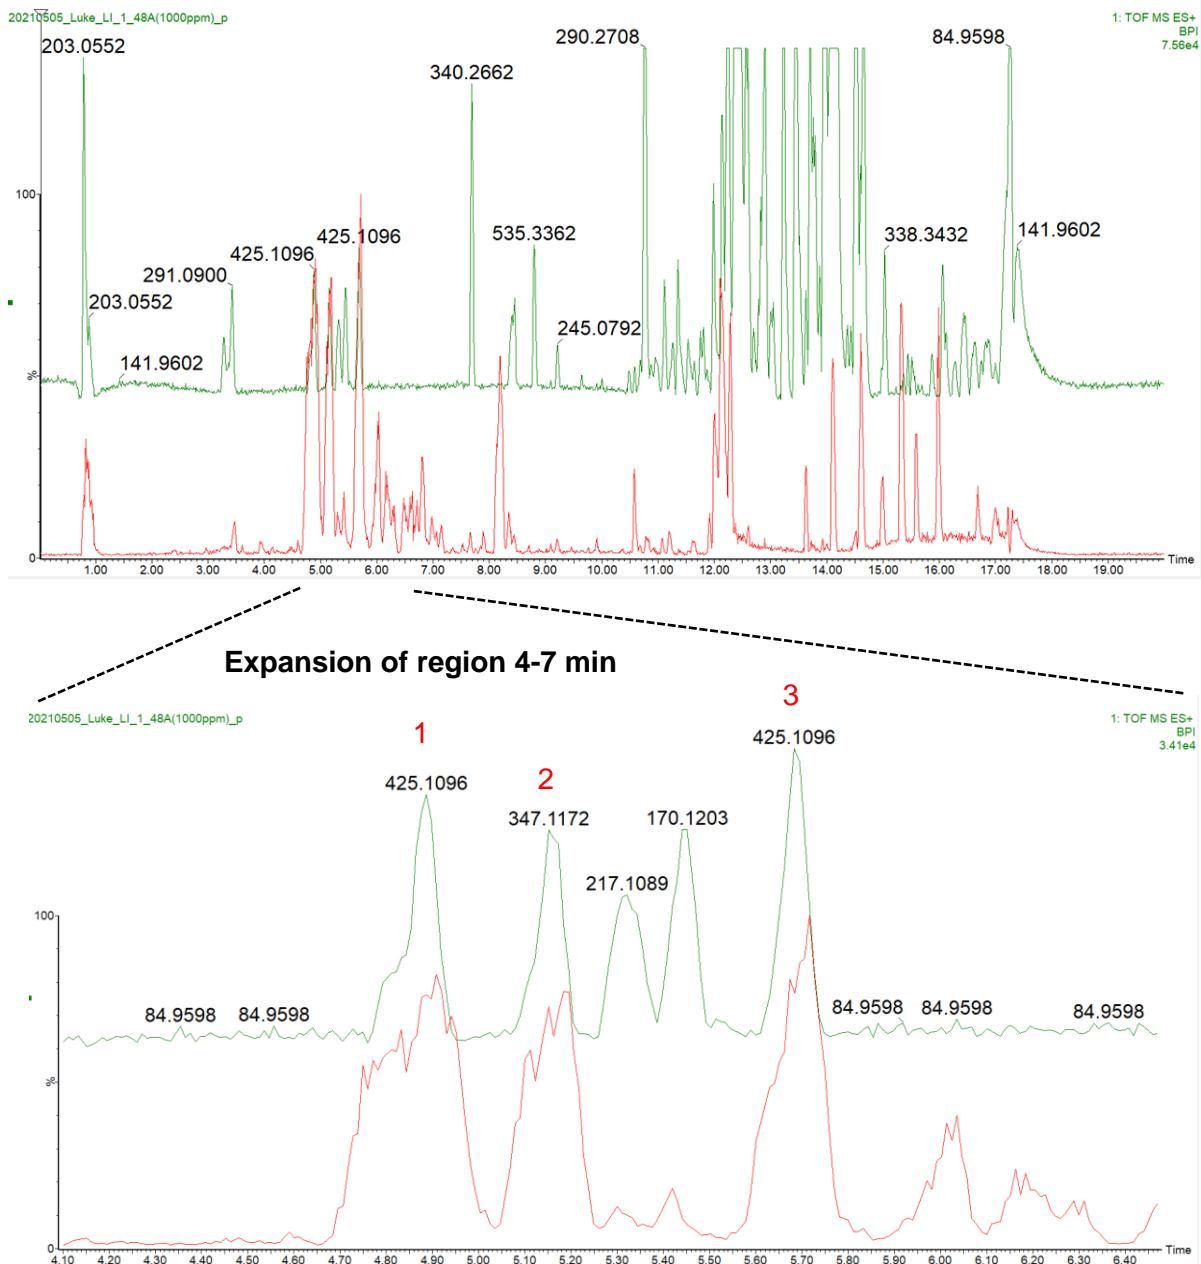 20210505_Luke_LI_1_48A(1000ppm)_p
1: TOF MS ES+
BPI
7.56e4
203.0552
290.2708
84.9598
340.2662
100
425.1096
425.1096
535.3362
338.3432
141.9602
291.0900
203.0552
245.0792
141.9602
%
0
Time
1.00 2.00 3.00 4.00 5.00 6.00 7.00 8.00 9.00 10.00 11.00 12.00 13.00 14.00 15.00 16.00 17.00 18.00 19.00
Expansion of region 4-7 min
20210505_Luke_LI_1_48A(1000ppm)_p
1: TOF MS ES+
BPI
3.41e4
1
2
3
425.1096
425.1096
347.1172
170.1203
217.1089
100
84.9598
84.9598
84.9598
84.9598
84.9598
%
0
Time
4.10 4.20 4.30 4.40 4.50 4.60 4.70 4.80 4.90 5.00 5.10 5.20 5.30 5.40 5.50 5.60 5.70 5.80 5.90 6.00 6.10 6.20 6.30 6.40